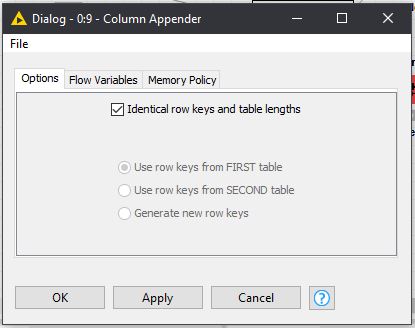 Dialog - 0:9 - Column Appender
File
Options Flow Variables Memory Policy
Identical row keys and table lengths
Use row keys from FIRST table
Use row keys from SECOND table
Generate new row keys
OK Apply Cancel ?